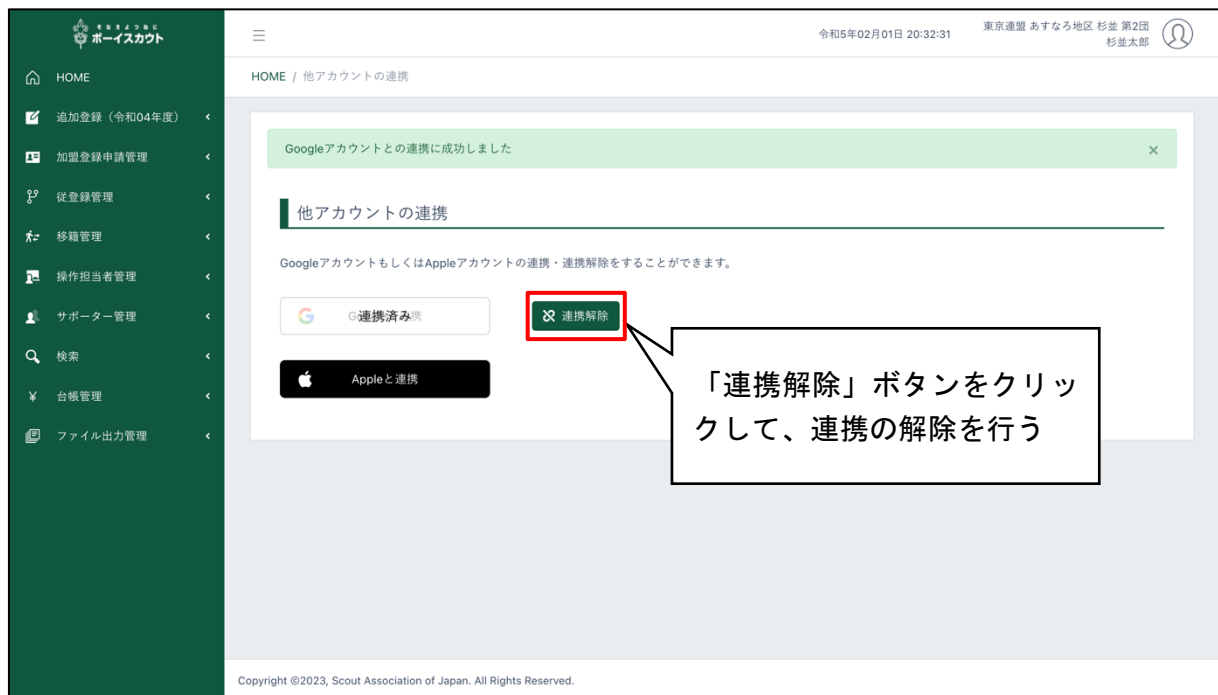 そなえよつねに
ボーイスカウト
令和5年02月01日 20:32:31
東京連盟 あすなろ地区 杉並 第2団
杉並太郎
HOME
追加登録（令和04年度）
加盟登録申請管理
従登録管理
移籍管理
操作担当者管理
サポーター管理
検索
台帳管理
ファイル出力管理
HOME / 他アカウントの連携
Googleアカウントとの連携に成功しました
×
他アカウントの連携
GoogleアカウントもしくはAppleアカウントの連携・連携解除をすることができます。
連携済み
連携解除
Appleと連携
「連携解除」ボタンをクリッ
クして、連携の解除を行う
Copyright ©2023, Scout Association of Japan. All Rights Reserved.